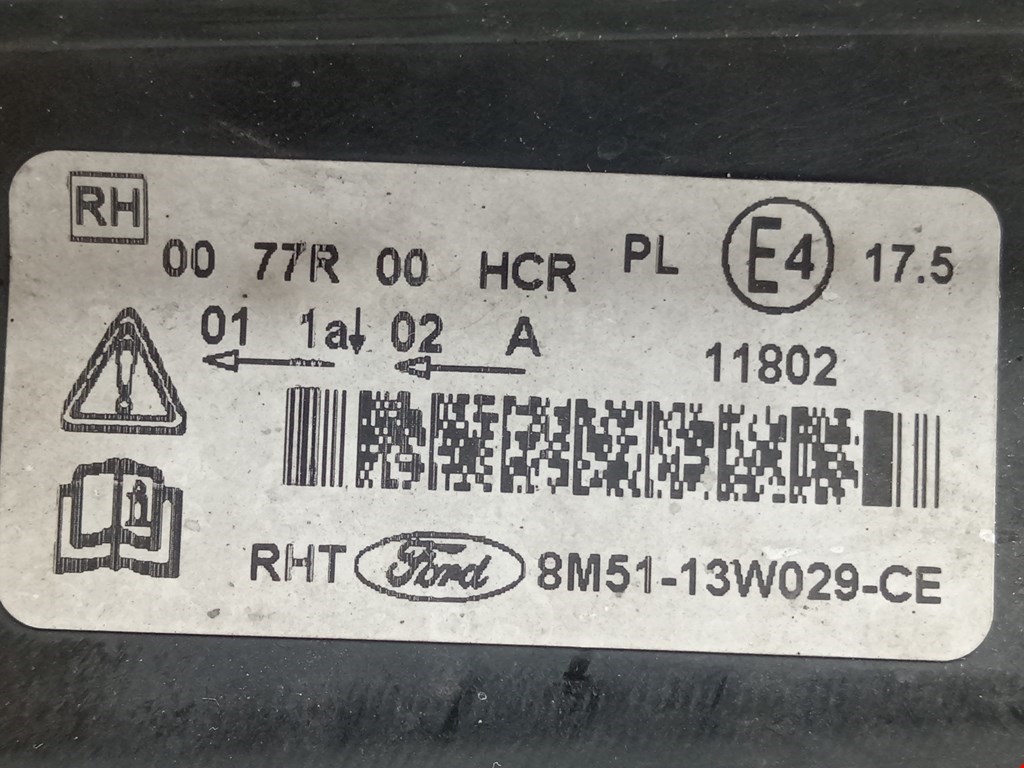 RH
00 77R 00 HCR PL E4 17.5
01 1a↓ 02 A 11802
RHT Ford 8M51-13W029-CE